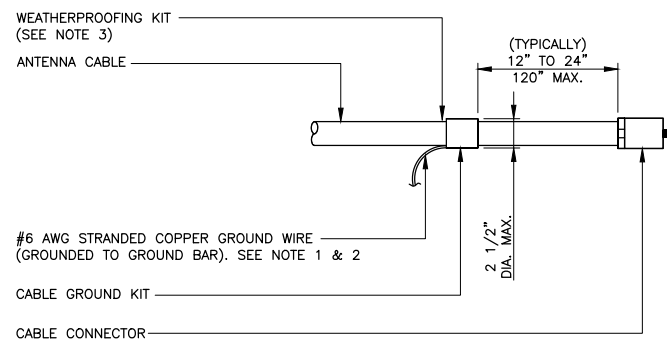 WEATHERPROOFING KIT
(SEE NOTE 3)
ANTENNA CABLE
(TYPICALLY)
12" TO 24"
120" MAX.
2 1/2"
DIA. MAX.
#6 AWG STRANDED COPPER GROUND WIRE
(GROUNDED TO GROUND BAR). SEE NOTE 1 & 2
CABLE GROUND KIT
CABLE CONNECTOR